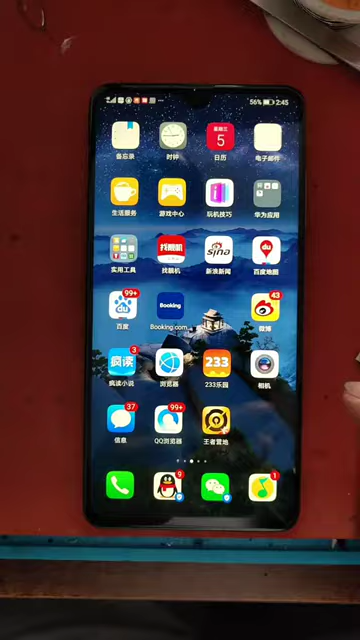 56% 2:45
星期三
5
备忘录 时钟 日历 电子邮件
生活服务 游戏中心 玩机技巧 华为应用
找靓机 sina
实用工具 找靓机 新浪新闻 百度地图
99+ du Booking 43
百度 Booking.com 微博
疯读 3 233
疯读小说 浏览器 233乐园 相机
37 99+
信息 QQ浏览器 王者营地
9 1